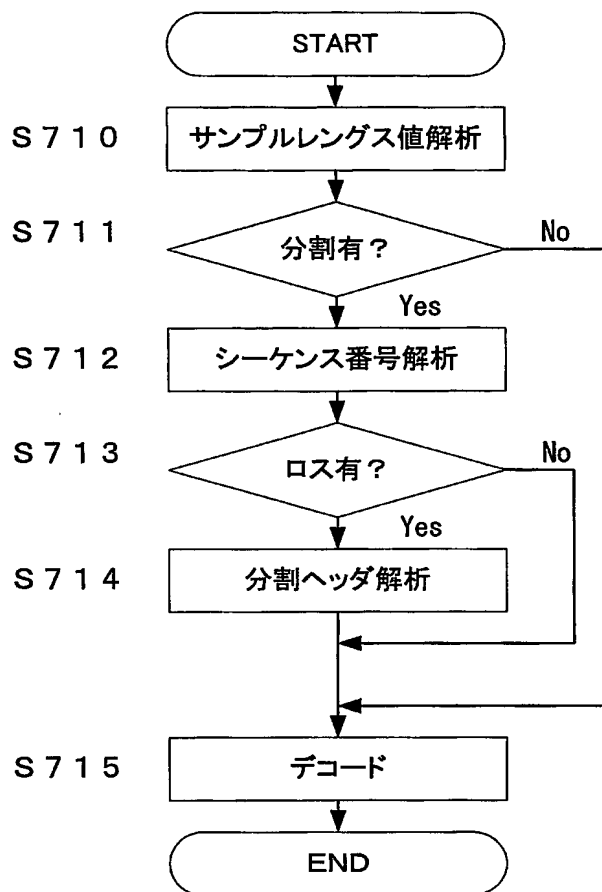 START
S710 サンプルレングス値解析
S711 分割有? No
Yes
S712 シーケンス番号解析
S713 ロス有? No
Yes
S714 分割ヘッダ解析
S715 デコード
END